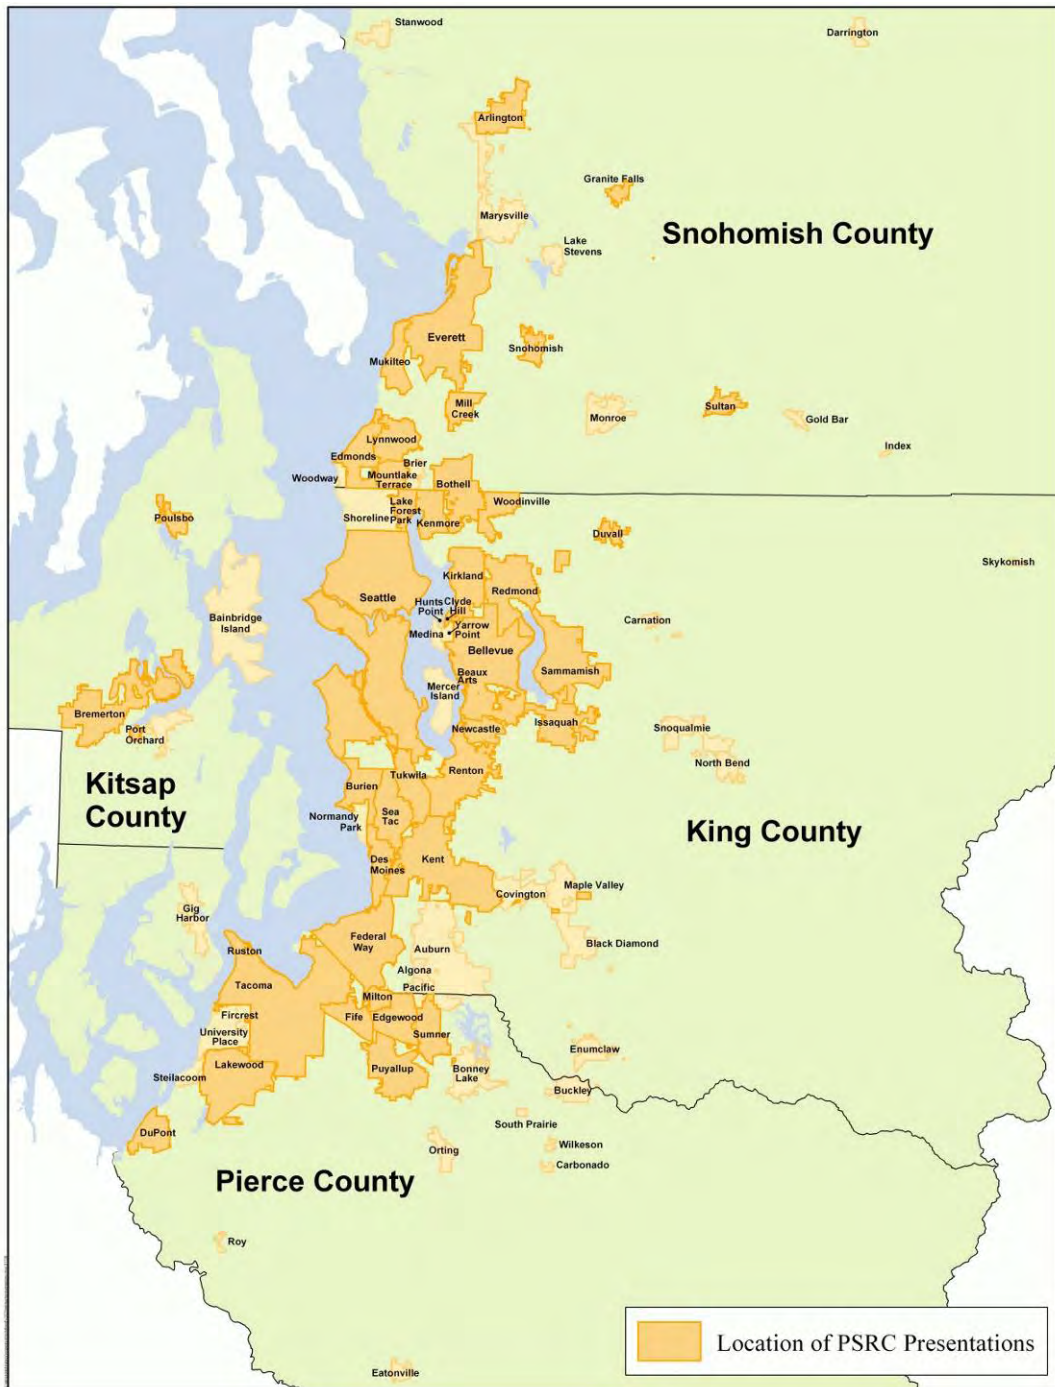 Stanwood
Darrington
Arlington
Granite Falls
Marysville
Snohomish County
Lake
Stevens
Everett
Mukilteo
Snohomish
Mill
Creek
Monroe
Sultan
Gold Bar
Index
Lynnwood
Edmonds
Brier
Woodway
Mountlake
Terrace
Bothell
Woodinville
Poulsbo
Shoreline
Lake
Forest
Park
Kenmore
Duvall
Skykomish
Kirkland
Redmond
Seattle
Hunts
Point
Clyde
Hill
Bainbridge
Island
Medina
Yarrow
Point
Carnation
Bellevue
Beaux
Arts
Sammamish
Mercer
Island
Bremerton
Port
Orchard
Newcastle
Issaquah
Snoqualmie
North Bend
Kitsap
County
Tukwila
Renton
Burien
Sea
Tac
Normandy
Park
King County
Des
Moines
Kent
Covington
Maple Valley
Gig
Harbor
Black Diamond
Federal
Way
Auburn
Ruston
Algona
Pacific
Tacoma
Milton
Fircrest
Fife
Edgewood
Sumner
University
Place
Enumclaw
Lakewood
Steilacoom
Puyallup
Bonney
Lake
Buckley
DuPont
South Prairie
Orting
Wilkeson
Carbonado
Pierce County
Roy
Eatonville
Location of PSRC Presentations